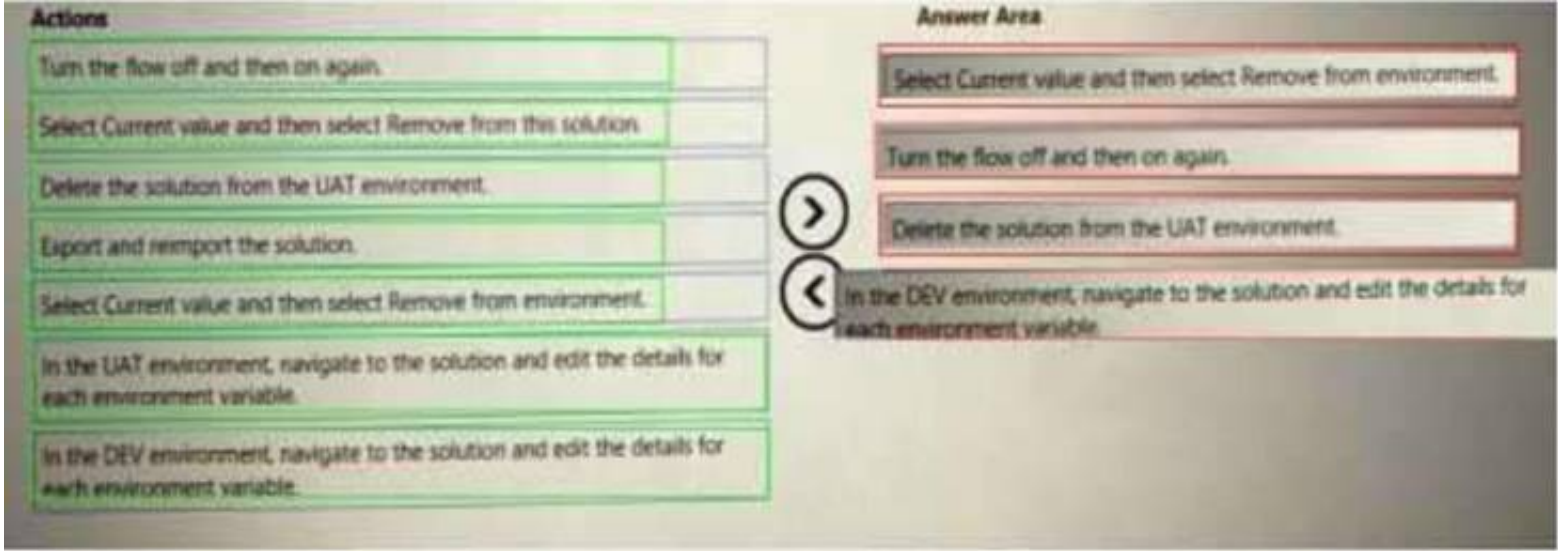 Actions
Turn the flow off and then on again.
Select Current value and then select Remove from this solution
Delete the solution from the UAT environment.
Export and reimport the solution.
Select Current value and then select Remove from environment.
In the UAT environment, navigate to the solution and edit the details for
each environment variable.
In the DEV environment, navigate to the solution and edit the details for
each environment variable.
Answer Area
Select Current value and then select Remove from environment.
Turn the flow off and then on again.
Delete the solution from the UAT environment.
In the DEV environment, navigate to the solution and edit the details for
each environment variable.